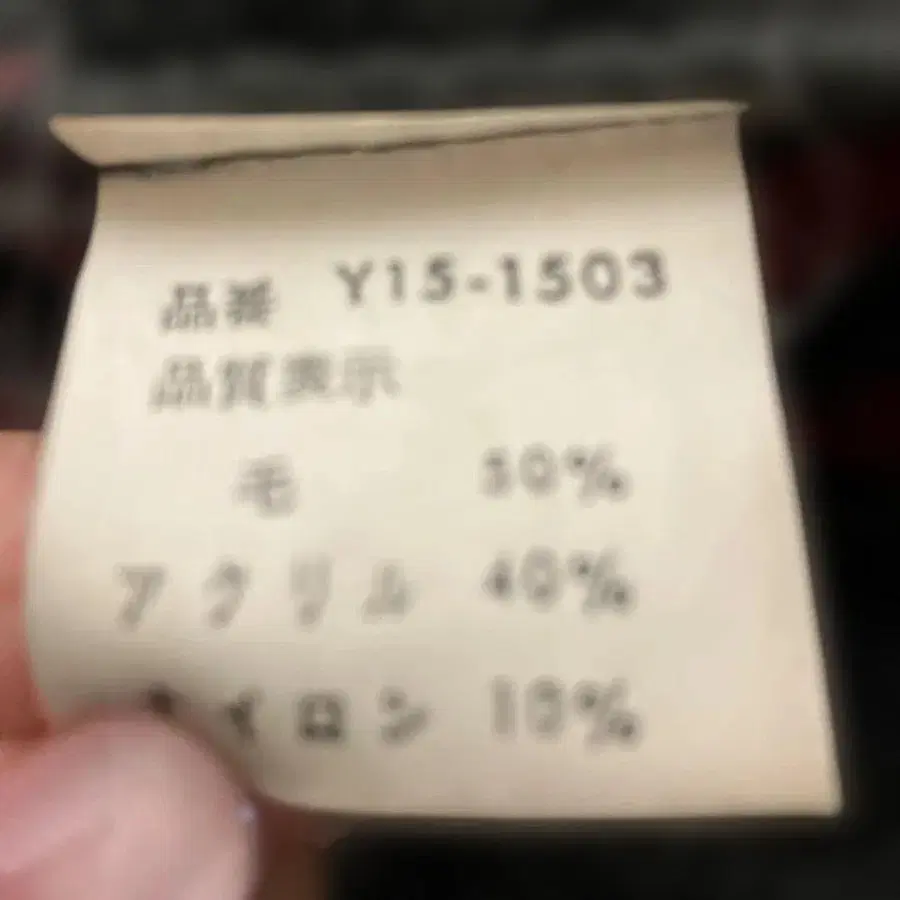 品番 Y15-1503
品質表示
毛 50%
アクリル 40%
ナイロン 10%